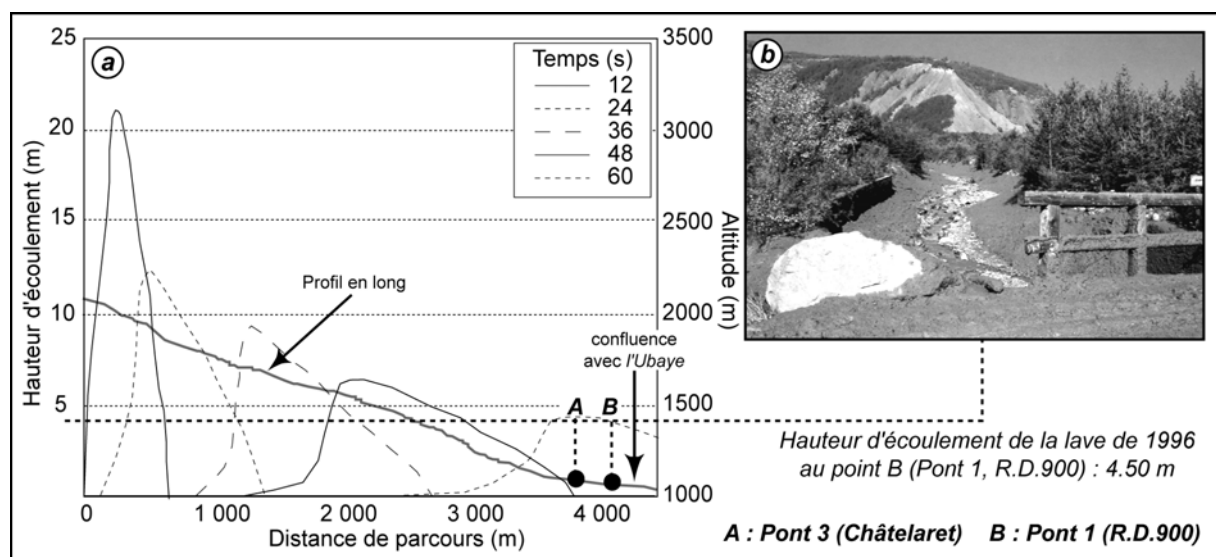 a
Hauteur d'écoulement (m)
25
20
15
10
5
Temps (s)
12
24
36
48
60
Profil en long
confluence
avec l'Ubaye
A
B
3500
3000
2500
2000
1500
1000
Altitude (m)
0
1 000
2 000
3 000
4 000
Distance de parcours (m)
b
Hauteur d'écoulement de la lave de 1996
au point B (Pont 1, R.D.900) : 4.50 m
A : Pont 3 (Châtelaret) B : Pont 1 (R.D.900)